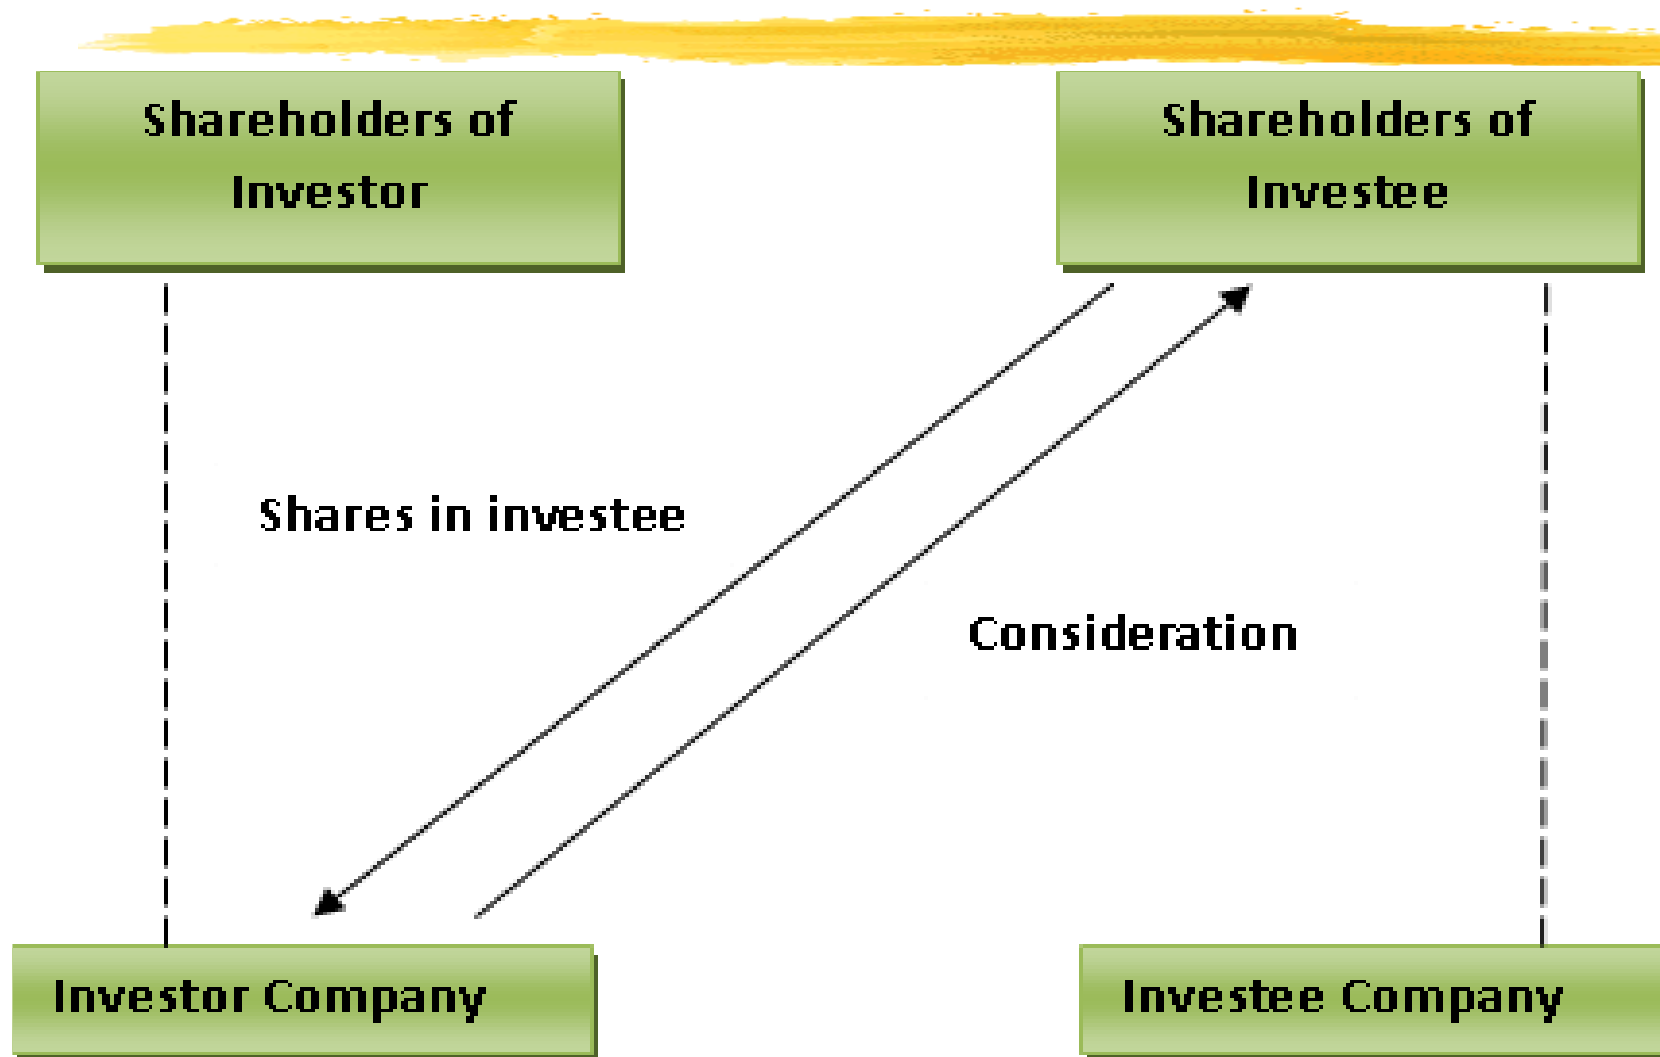 Shareholders of
Investor
Shareholders of
Investee
Shares in investee
Consideration
Investor Company
Investee Company